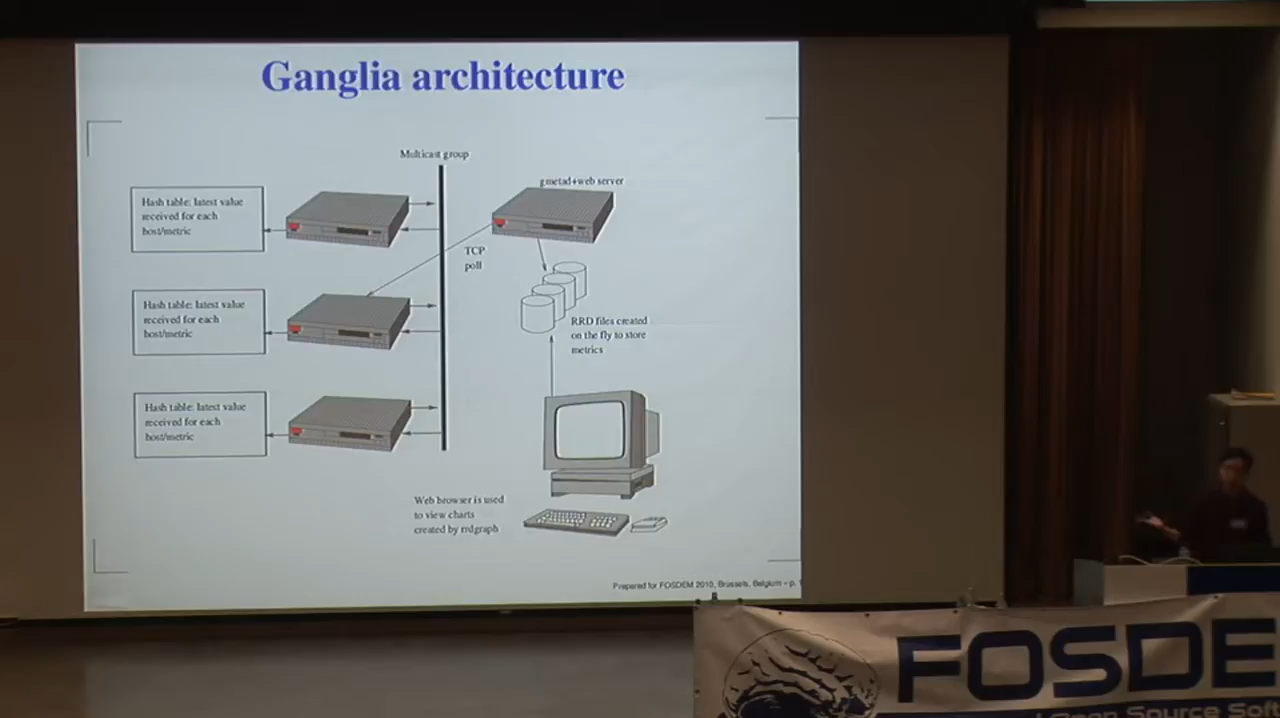 Ganglia architecture
Multicast group
gmetad+web server
Hash table: latest value
received for each
host/metric
TCP
poll
Hash table: latest value
received for each
host/metric
RRD files created
on the fly to store
metrics
Hash table: latest value
received for each
host/metric
Web browser is used
to view charts
created by rrdgraph
Prepared for FOSDEM 2010, Brussels, Belgium – p.
FOSDE
Open Source Soft